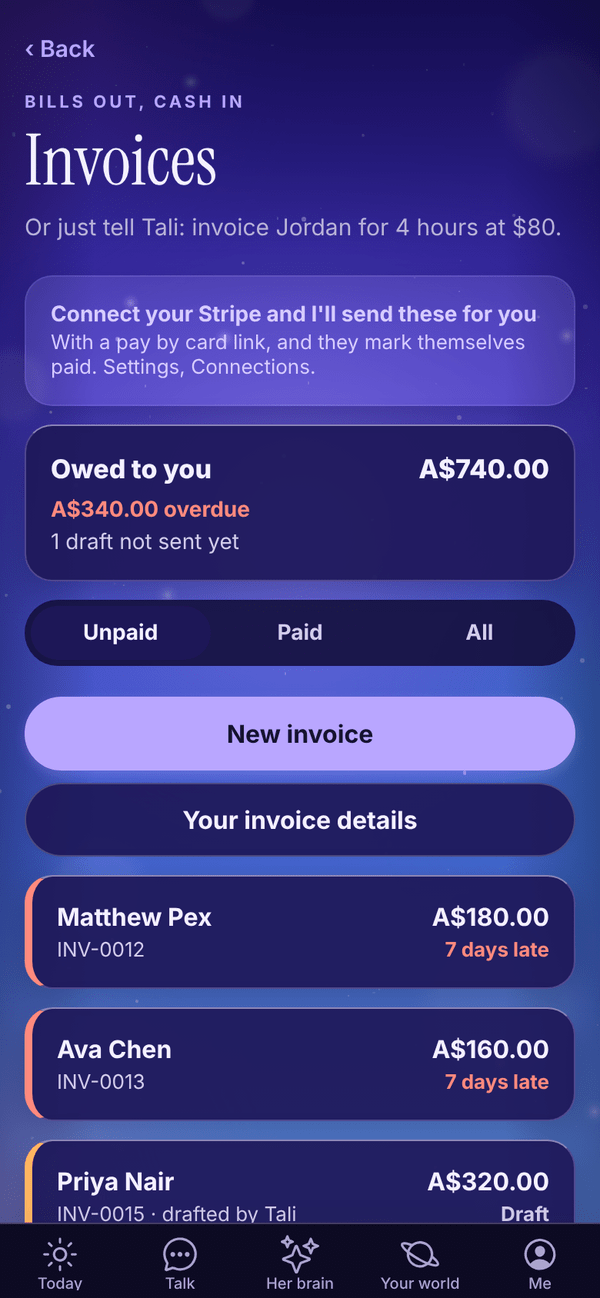 ‹ Back
BILLS OUT, CASH IN
Invoices
Or just tell Tali: invoice Jordan for 4 hours at $80.
Connect your Stripe and I'll send these for you
With a pay by card link, and they mark themselves
paid. Settings, Connections.
Owed to you A$740.00
A$340.00 overdue
1 draft not sent yet
Unpaid Paid All
New invoice
Your invoice details
Matthew Pex A$180.00
INV-0012 7 days late
Ava Chen A$160.00
INV-0013 7 days late
Priya Nair A$320.00
INV-0015 · drafted by Tali Draft
Today Talk Her brain Your world Me